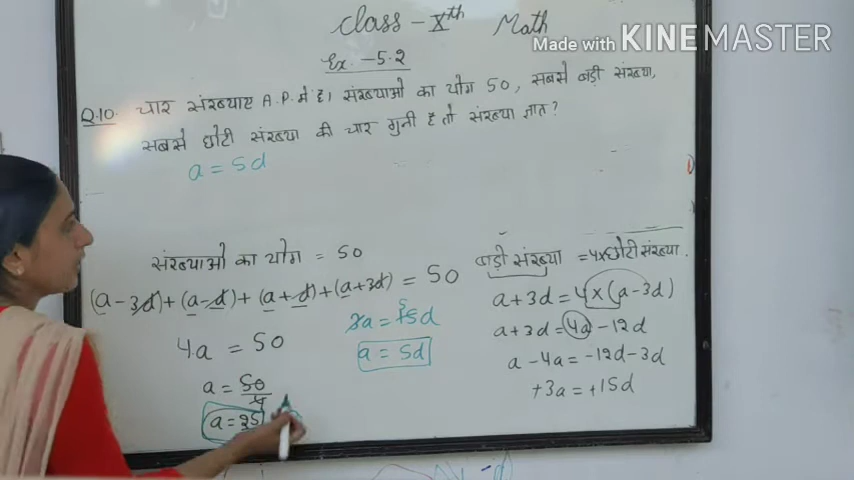 Class - Xth Math
Made with KINEMASTER
Ex. - 5.2
Q.10. चार संख्याए A.P. में है। संख्याओ का योग 50, सबसे बड़ी संख्या,
सबसे छोटी संख्या की चार गुनी है तो संख्या ज्ञात?
a = 5d
संख्याओ का योग = 50
(a - 3d) + (a - d) + (a + d) + (a + 3d) = 50
4a = 50
a = 50/4
a = 25
3a = 15d 5
a = 5d
बड़ी संख्या = 4 x छोटी संख्या.
a + 3d = 4 x (a - 3d)
a + 3d = 4a - 12d
a - 4a = -12d - 3d
+3a = +15d